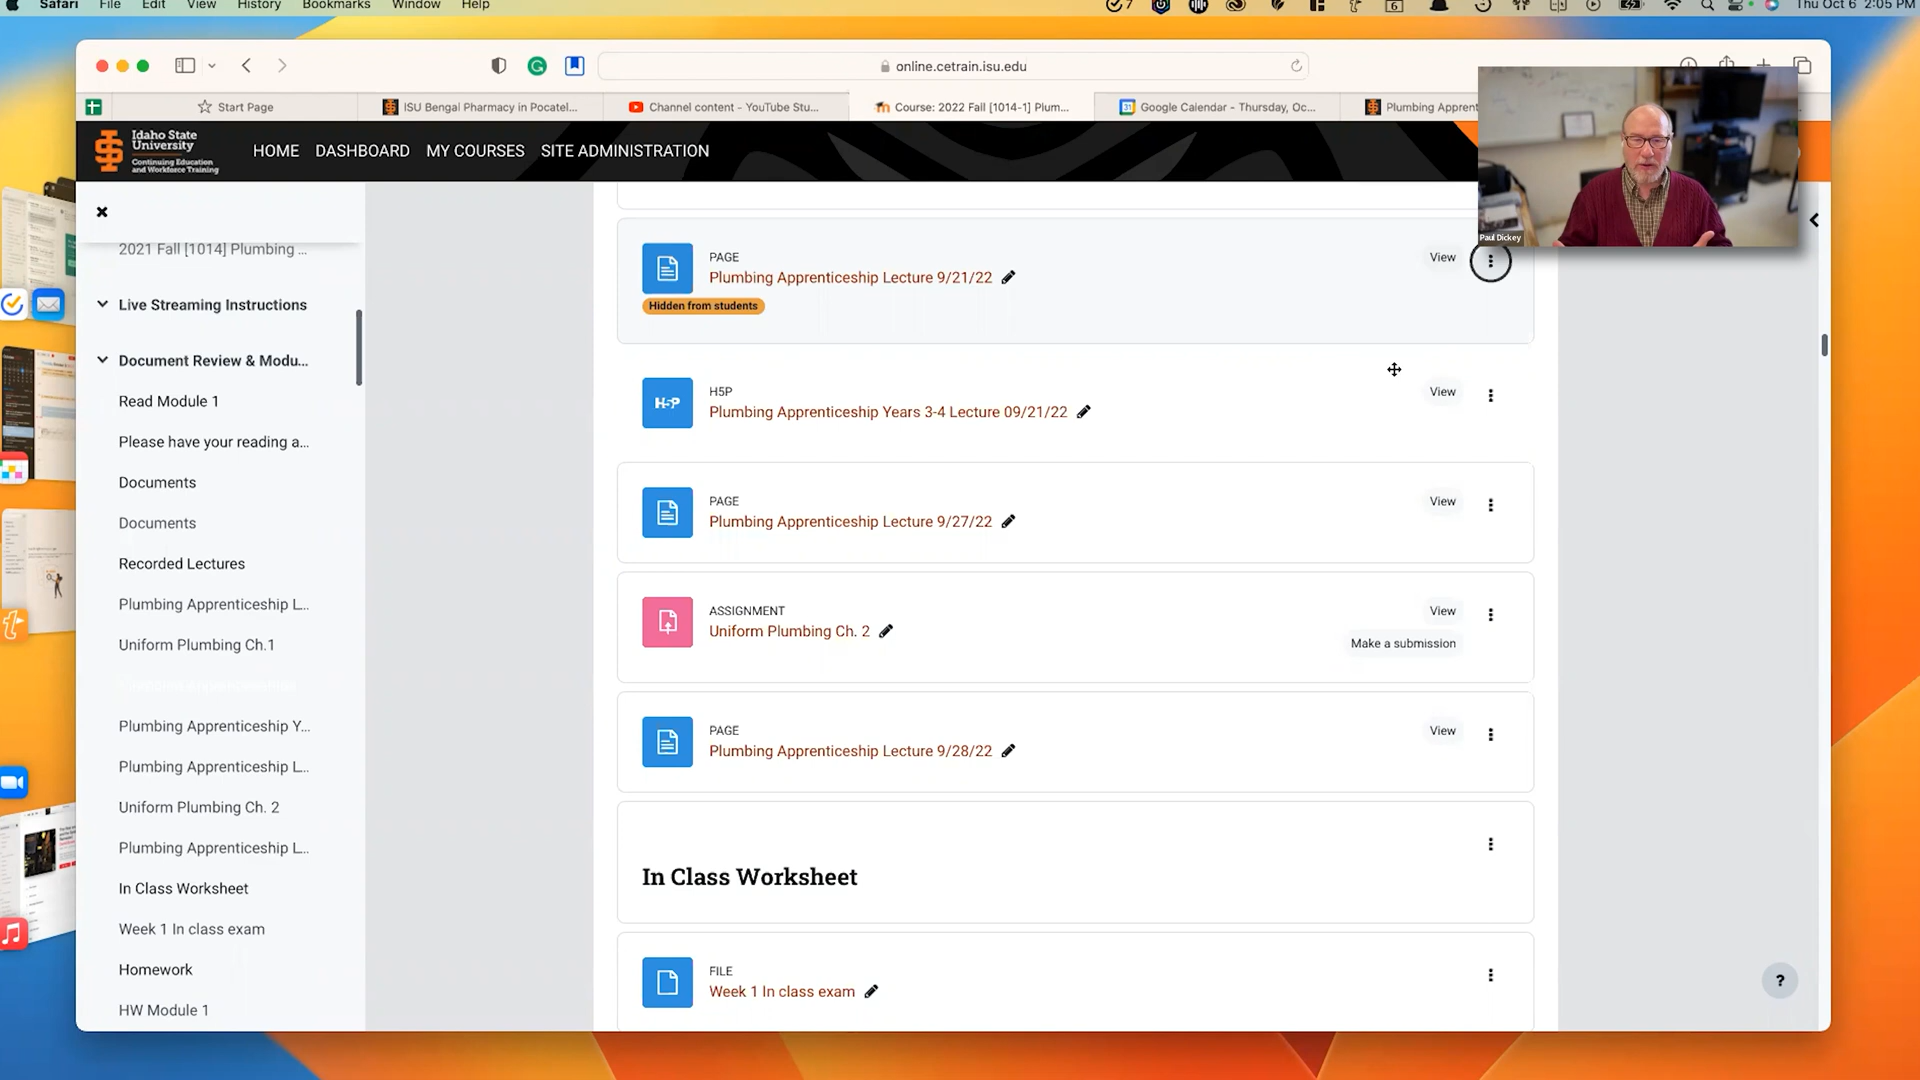 Safari File Edit View History Bookmarks Window Help 7 6 Thu Oct 6 2:05 PM
online.cetrain.isu.edu
Start Page
ISU Bengal Pharmacy in Pocatel...
Channel content - YouTube Stu...
Course: 2022 Fall [1014-1] Plum...
31 Google Calendar - Thursday, Oc...
Plumbing Apprent
Idaho State
University
Continuing Education
and Workforce Training
HOME DASHBOARD MY COURSES SITE ADMINISTRATION
Paul Dickey
2021 Fall [1014] Plumbing ...
Live Streaming Instructions
Document Review & Modu...
Read Module 1
Please have your reading a...
Documents
Documents
Recorded Lectures
Plumbing Apprenticeship L...
Uniform Plumbing Ch.1
Plumbing Apprenticeship Y...
Plumbing Apprenticeship L...
Uniform Plumbing Ch. 2
Plumbing Apprenticeship L...
In Class Worksheet
Week 1 In class exam
Homework
HW Module 1
PAGE
Plumbing Apprenticeship Lecture 9/21/22
Hidden from students
View
H5P
H5P
Plumbing Apprenticeship Years 3-4 Lecture 09/21/22
View
PAGE
Plumbing Apprenticeship Lecture 9/27/22
View
ASSIGNMENT
Uniform Plumbing Ch. 2
View
Make a submission
PAGE
Plumbing Apprenticeship Lecture 9/28/22
View
In Class Worksheet
FILE
Week 1 In class exam
?